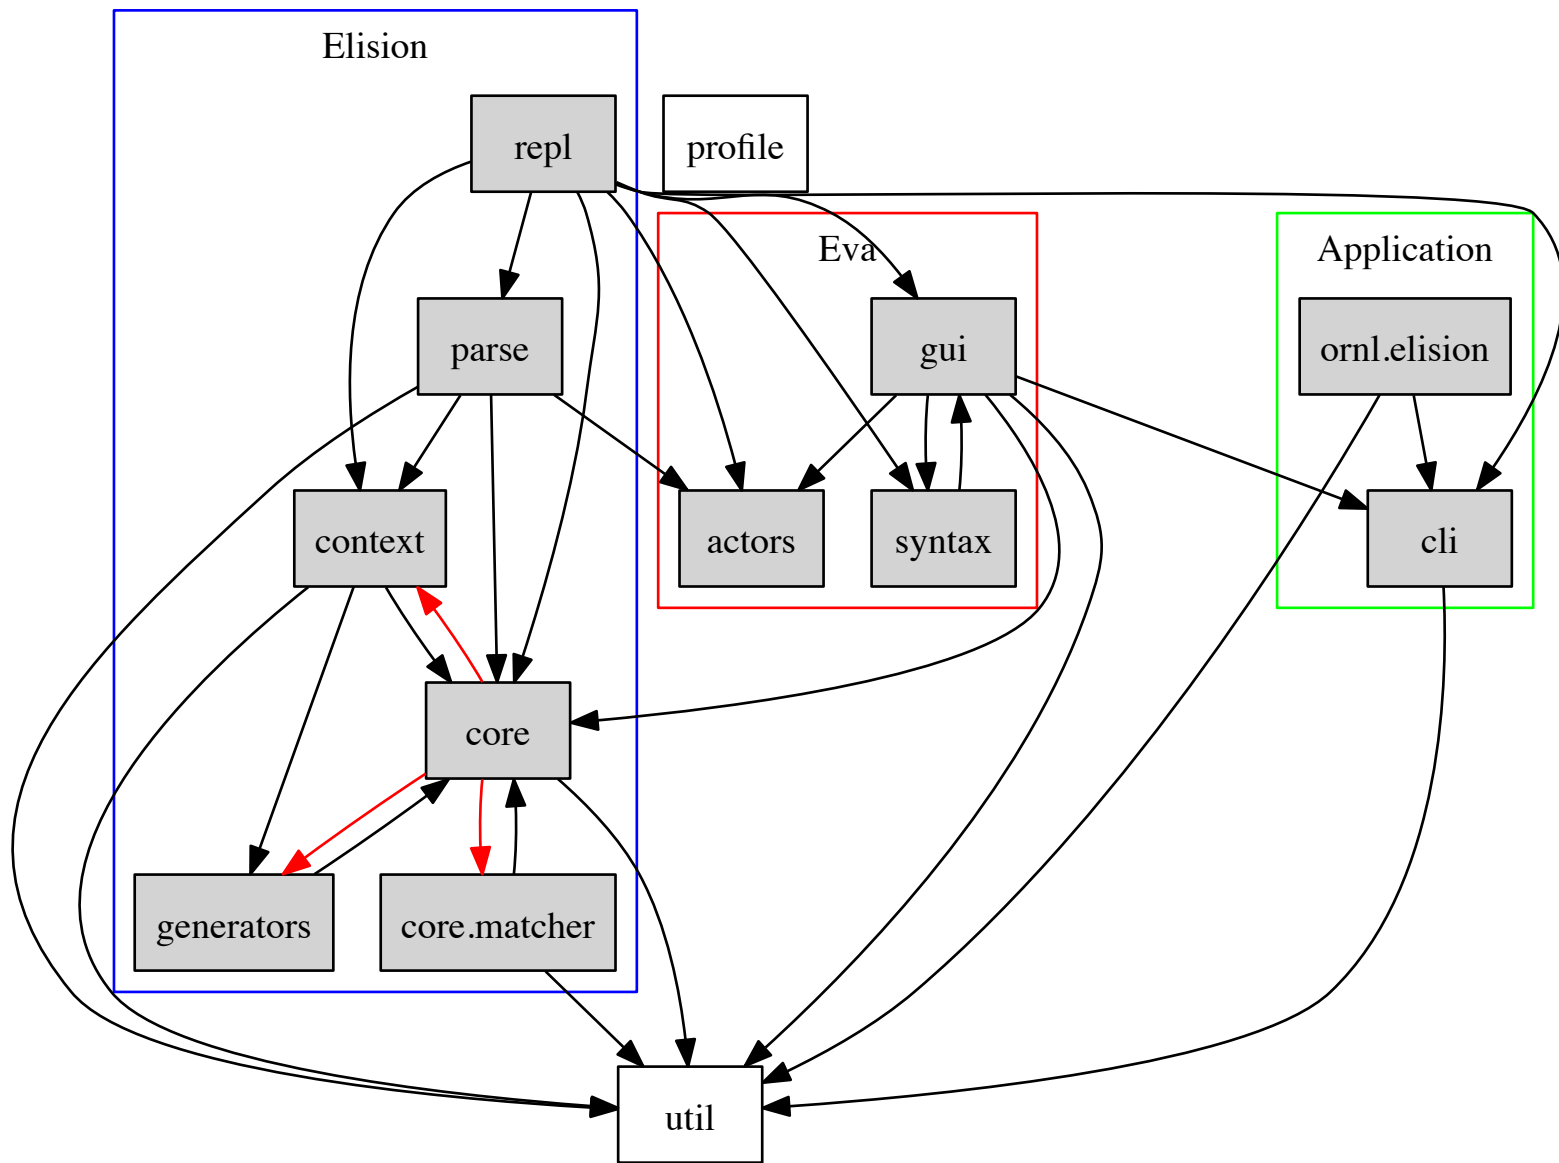 Elision
repl
profile
Eva
Application
parse
gui
ornl.elision
context
actors
syntax
cli
core
generators
core.matcher
util